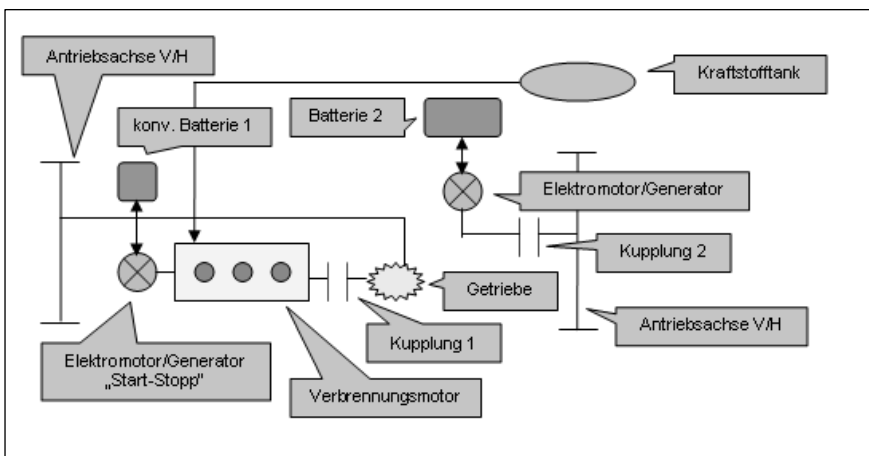 Antriebsachse V/H
Kraftstofftank
konv. Batterie 1
Batterie 2
Elektromotor/Generator
Kupplung 2
Getriebe
Antriebsachse V/H
Kupplung 1
Elektromotor/Generator
„Start-Stopp"
Verbrennungsmotor